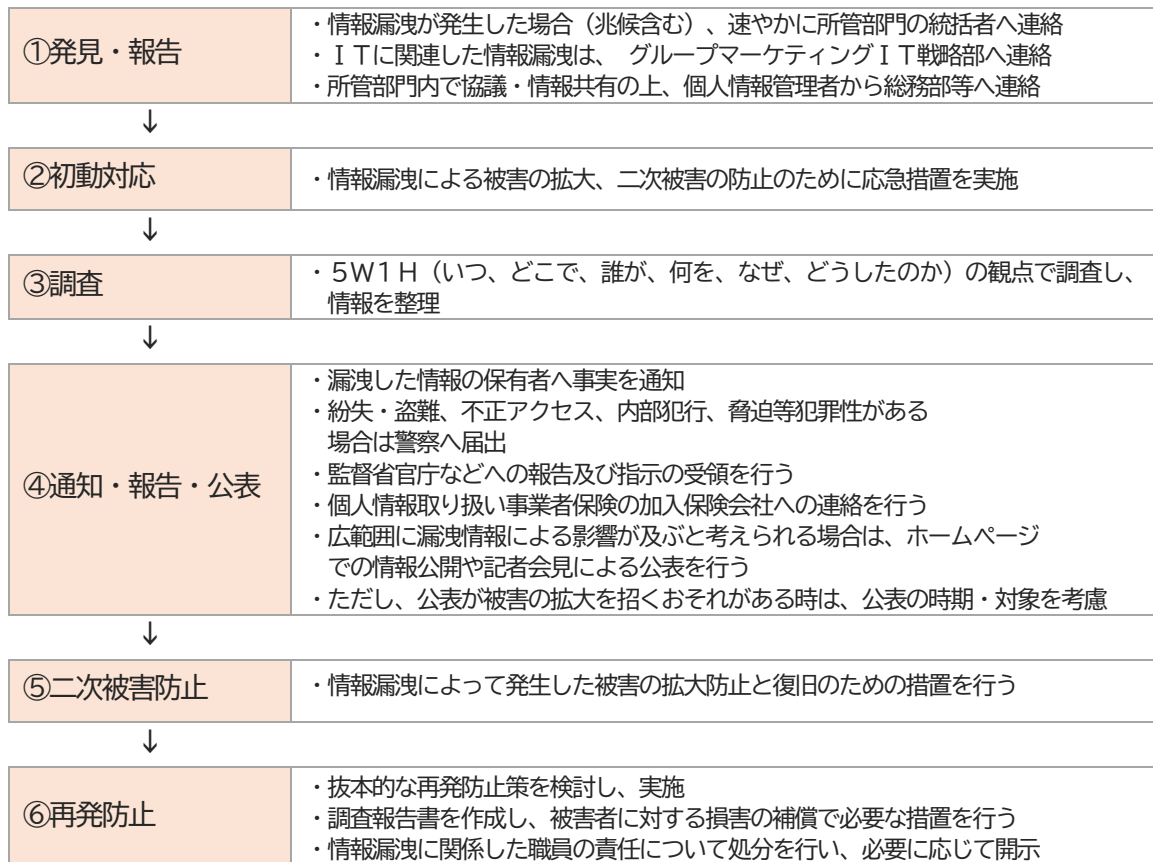 ①発見・報告
・情報漏洩が発生した場合（兆候含む）、速やかに所管部門の統括者へ連絡
・ＩＴに関連した情報漏洩は、 グループマーケティングＩＴ戦略部へ連絡
・所管部門内で協議・情報共有の上、個人情報管理者から総務部等へ連絡
↓
②初動対応
・情報漏洩による被害の拡大、二次被害の防止のために応急措置を実施
↓
③調査
・５Ｗ１Ｈ（いつ、どこで、誰が、何を、なぜ、どうしたのか）の観点で調査し、
情報を整理
↓
④通知・報告・公表
・漏洩した情報の保有者へ事実を通知
・紛失・盗難、不正アクセス、内部犯行、脅迫等犯罪性がある
場合は警察へ届出
・監督省官庁などへの報告及び指示の受領を行う
・個人情報取り扱い事業者保険の加入保険会社への連絡を行う
・広範囲に漏洩情報による影響が及ぶと考えられる場合は、ホームページ
での情報公開や記者会見による公表を行う
・ただし、公表が被害の拡大を招くおそれがある時は、公表の時期・対象を考慮
↓
⑤二次被害防止
・情報漏洩によって発生した被害の拡大防止と復旧のための措置を行う
↓
⑥再発防止
・抜本的な再発防止策を検討し、実施
・調査報告書を作成し、被害者に対する損害の補償で必要な措置を行う
・情報漏洩に関係した職員の責任について処分を行い、必要に応じて開示